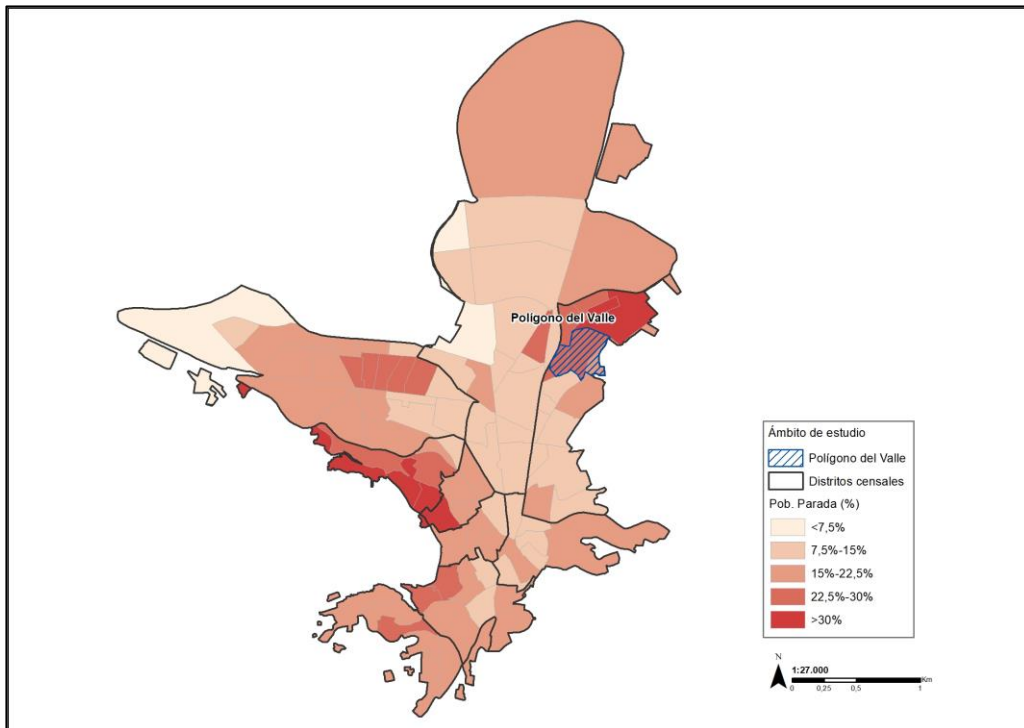 Polígono del Valle
Ámbito de estudio
Polígono del Valle
Distritos censales
Pob. Parada (%)
<7,5%
7,5%-15%
15%-22,5%
22,5%-30%
>30%
N
1:27.000
Km
0 0,25 0,5 1